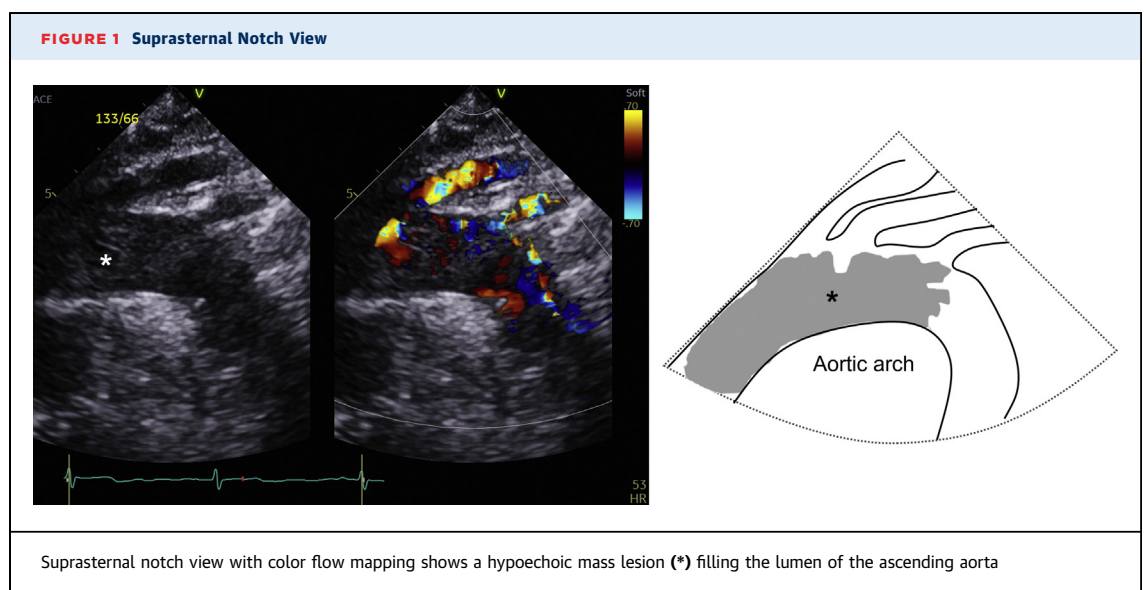 FIGURE 1 Suprasternal Notch View
ACE
V
133/66
5
V
5
Soft
.70
-.70
53
HR
*
*
Aortic arch
Suprasternal notch view with color flow mapping shows a hypoechoic mass lesion (*) filling the lumen of the ascending aorta